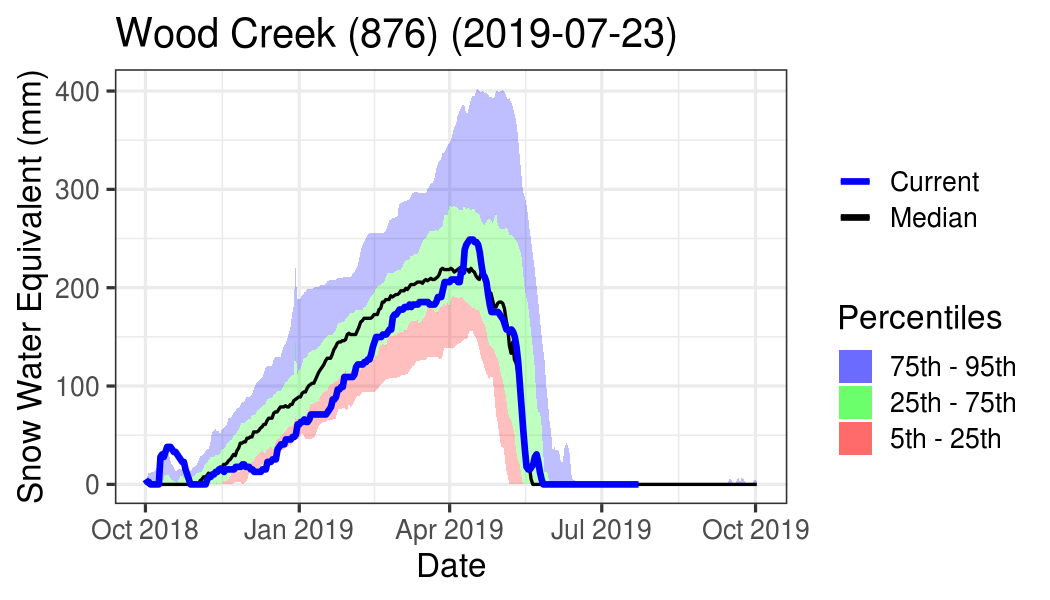 Wood Creek (876) (2019-07-23)
Snow Water Equivalent (mm)
400
300
200
100
0
Oct 2018
Jan 2019
Apr 2019
Jul 2019
Oct 2019
Date
Current
Median
Percentiles
75th - 95th
25th - 75th
5th - 25th